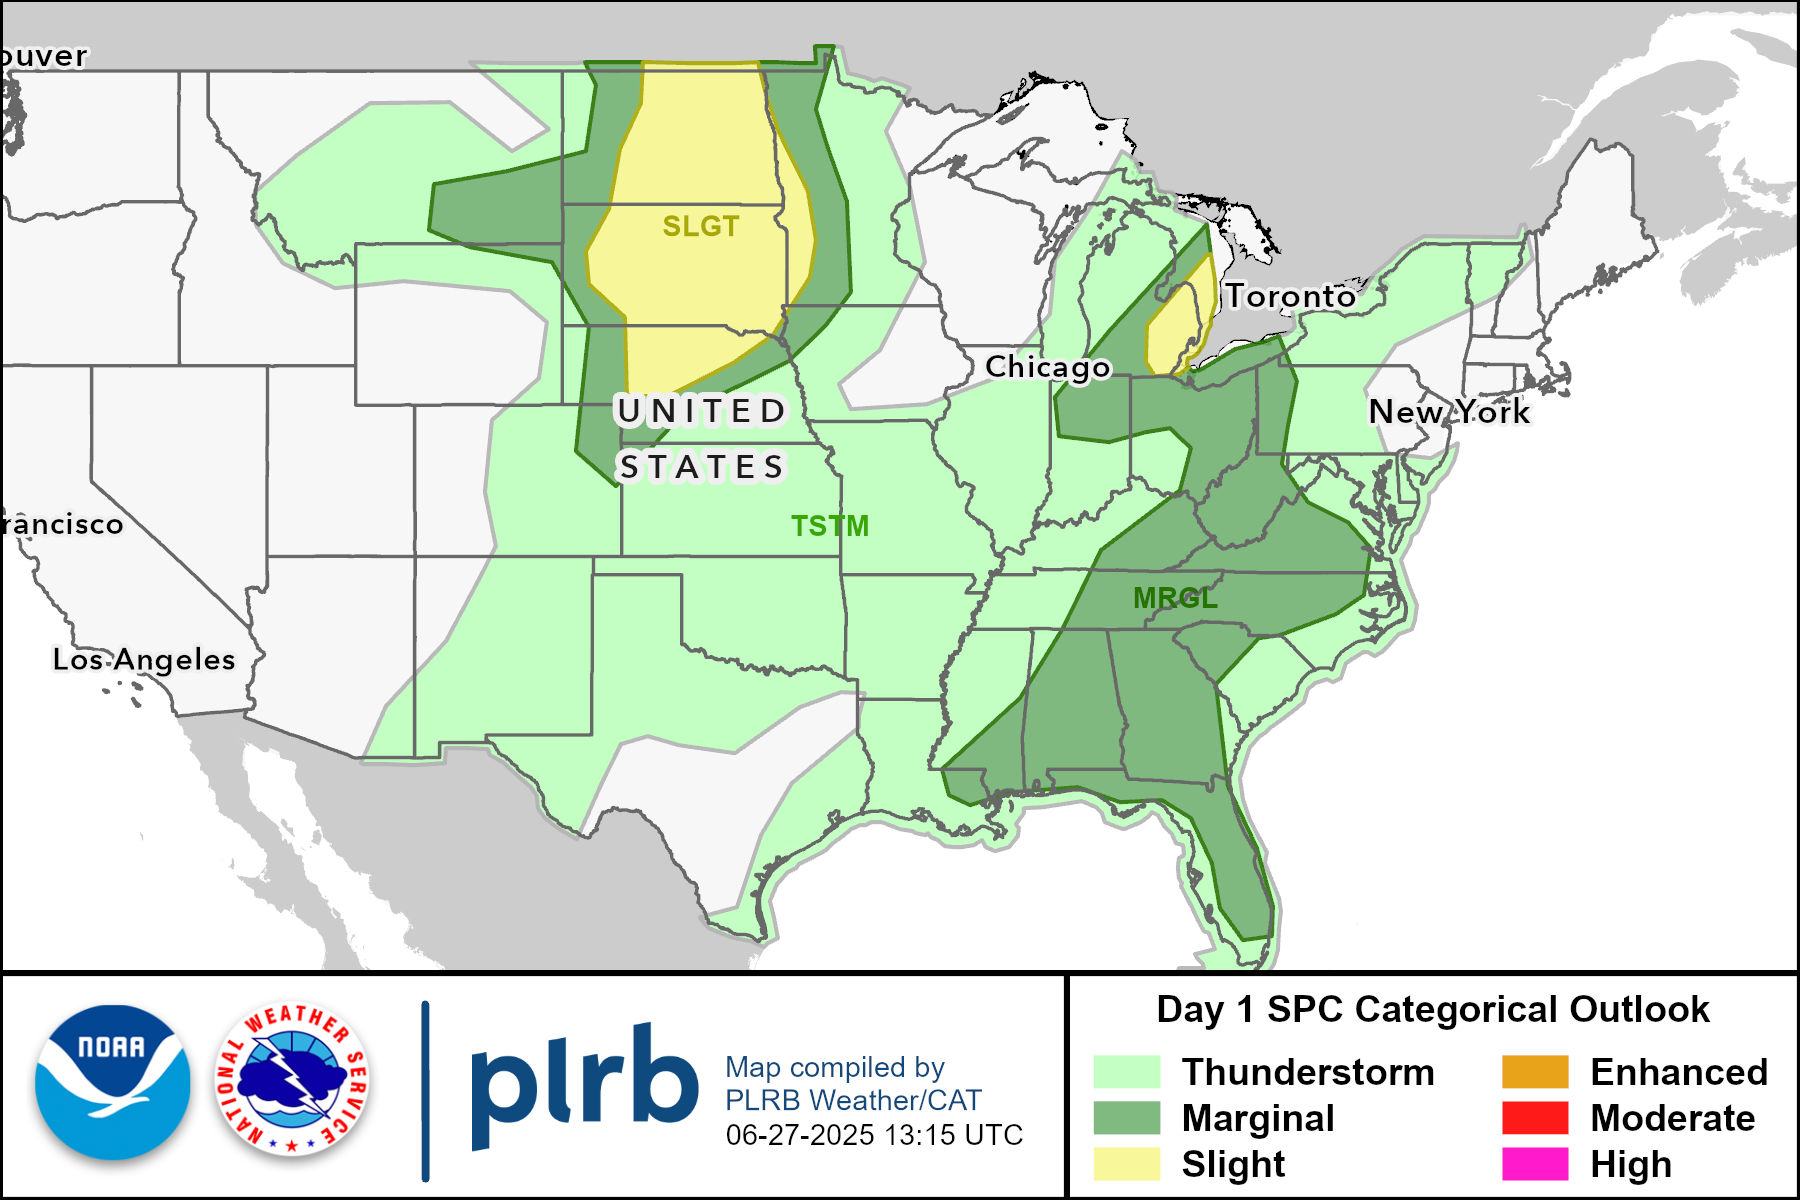 ouver
SLGT
Toronto
Chicago
UNITED
New York
STATES
rancisco
TSTM
MRGL
Los Angeles
NOAA
NATIONAL WEATHER SERVICE
plrb
Map compiled by
PLRB Weather/CAT
06-27-2025 13:15 UTC
Day 1 SPC Categorical Outlook
Thunderstorm
Marginal
Slight
Enhanced
Moderate
High